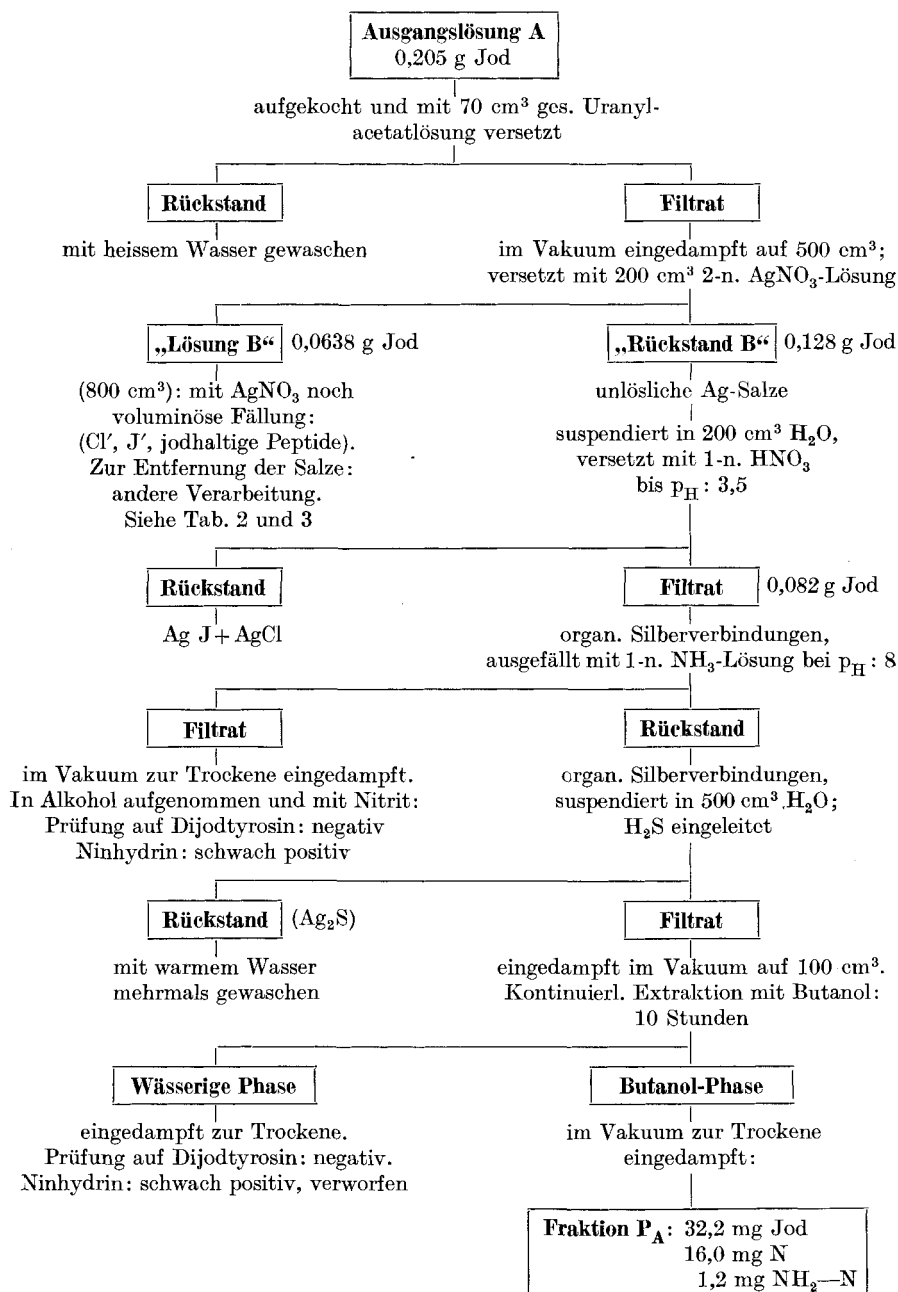 Ausgangslösung A
0,205 g Jod
aufgekocht und mit 70 cm³ ges. Uranyl-
acetatlösung versetzt
Rückstand
mit heissem Wasser gewaschen
Filtrat
im Vakuum eingedampft auf 500 cm³;
versetzt mit 200 cm³ 2-n. AgNO₃-Lösung
„Lösung B“ 0,0638 g Jod
(800 cm³): mit AgNO₃ noch
voluminöse Fällung:
(Cl′, J′, jodhaltige Peptide).
Zur Entfernung der Salze:
andere Verarbeitung.
Siehe Tab. 2 und 3
„Rückstand B“ 0,128 g Jod
unlösliche Ag-Salze
suspendiert in 200 cm³ H₂O,
versetzt mit 1-n. HNO₃
bis p_H: 3,5
Rückstand
Ag J + AgCl
Filtrat 0,082 g Jod
organ. Silberverbindungen,
ausgefällt mit 1-n. NH₃-Lösung bei p_H: 8
Filtrat
im Vakuum zur Trockene eingedampft.
In Alkohol aufgenommen und mit Nitrit:
Prüfung auf Dijodtyrosin: negativ
Ninhydrin: schwach positiv
Rückstand
organ. Silberverbindungen,
suspendiert in 500 cm³ H₂O;
H₂S eingeleitet
Rückstand (Ag₂S)
mit warmem Wasser
mehrmals gewaschen
Filtrat
eingedampft im Vakuum auf 100 cm³.
Kontinuierl. Extraktion mit Butanol:
10 Stunden
Wässerige Phase
eingedampft zur Trockene.
Prüfung auf Dijodtyrosin: negativ.
Ninhydrin: schwach positiv, verworfen
Butanol-Phase
im Vakuum zur Trockene
eingedampft:
Fraktion P_A: 32,2 mg Jod
16,0 mg N
1,2 mg NH₂—N